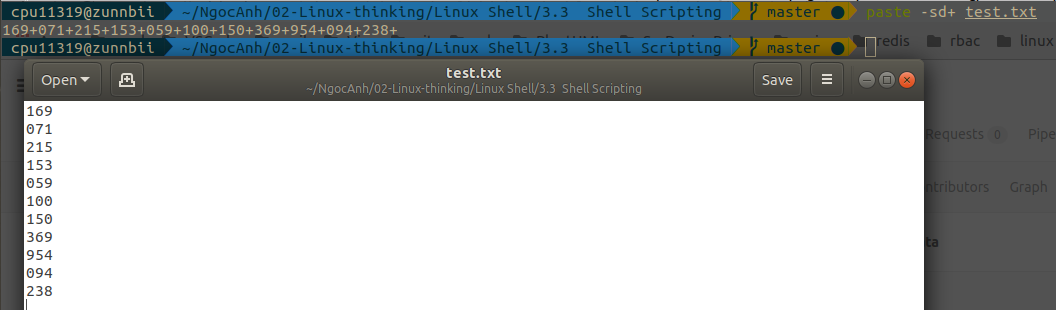 cpu11319@zunnbii ~/NgocAnh/02-Linux-thinking/Linux Shell/3.3  Shell Scripting master ● paste -sd+ test.txt
169+071+215+153+059+100+150+369+954+094+238+
cpu11319@zunnbii ~/NgocAnh/02-Linux-thinking/Linux Shell/3.3  Shell Scripting master ●
redis rbac linux
Open test.txt Save
~/NgocAnh/02-Linux-thinking/Linux Shell/3.3  Shell Scripting
169
071
215
153
059
100
150
369
954
094
238
Requests 0 Pipe
ntributors Graph
ta